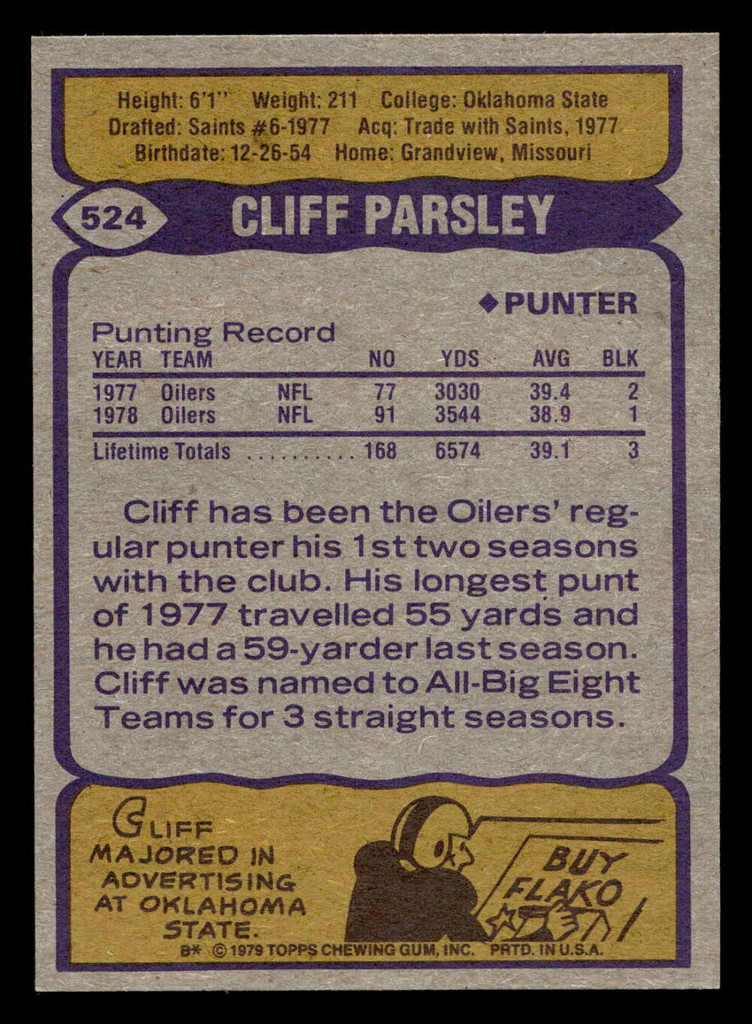 Height: 6'1" Weight: 211 College: Oklahoma State
Drafted: Saints #6-1977 Acq: Trade with Saints, 1977
Birthdate: 12-26-54 Home: Grandview, Missouri
524 CLIFF PARSLEY
◆PUNTER
Punting Record
YEAR TEAM NO YDS AVG BLK
1977 Oilers NFL 77 3030 39.4 2
1978 Oilers NFL 91 3544 38.9 1
Lifetime Totals .......... 168 6574 39.1 3
Cliff has been the Oilers' reg-
ular punter his 1st two seasons
with the club. His longest punt
of 1977 travelled 55 yards and
he had a 59-yarder last season.
Cliff was named to All-Big Eight
Teams for 3 straight seasons.
CLIFF
MAJORED IN
ADVERTISING
AT OKLAHOMA
STATE.
BUY
FLAKO
B* © 1979 TOPPS CHEWING GUM, INC. PRTD. IN U.S.A.